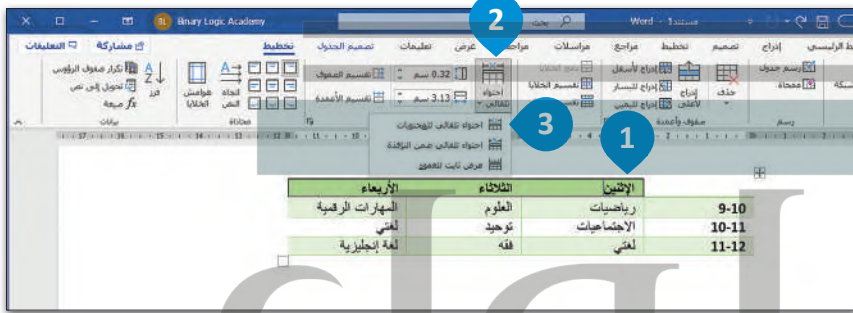 Binary Logic Academy
بحث
مستند1 - Word
2
مشاركة
التعليقات
إدراج
تصميم
تخطيط
مراجع
مراسلات
عرض
تعليمات
تصميم الجدول
تخطيط
رسم جدول
ممحاة
حذف
إدراج لأعلى
إدراج لأسفل
إدراج لليسار
إدراج لليمين
تقسيم الخلايا
احتواء تلقائي
0.32 سم
3.13 سم
تقسيم الصفوف
تقسيم الأعمدة
اتجاه النص
هوامش الخلايا
فرز
تكرار صفوف الرؤوس
تحويل إلى نص
fx صيغة
رسم
صفوف وأعمدة
محاذاة
بيانات
احتواء تلقائي للمحتويات
احتواء تلقائي ضمن النافذة
عرض ثابت للعمود
3
1
الإثنين الثلاثاء الأربعاء
9-10 رياضيات العلوم المهارات الرقمية
10-11 الاجتماعيات توحيد لغتي
11-12 لغتي فقه لغة إنجليزية